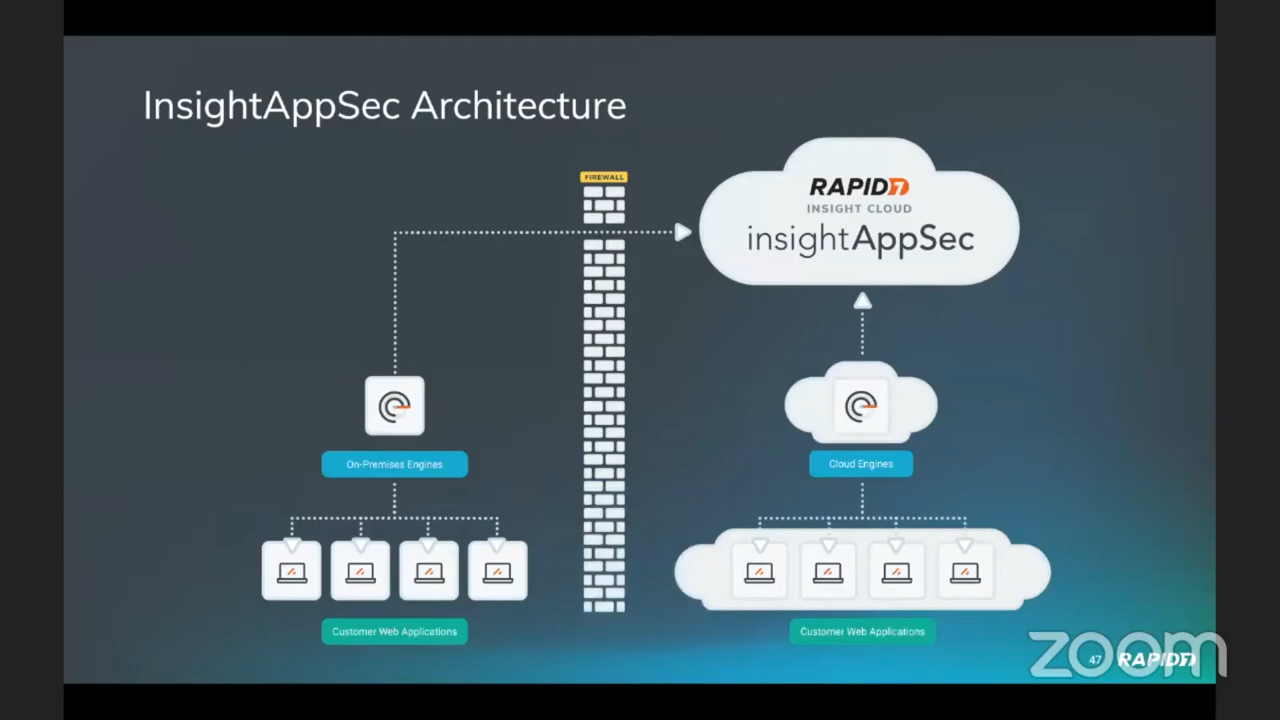 InsightAppSec Architecture
FIREWALL
RAPID7
INSIGHT CLOUD
insightAppSec
On-Premises Engines
Cloud Engines
Customer Web Applications
Customer Web Applications
zoom
47 RAPID7